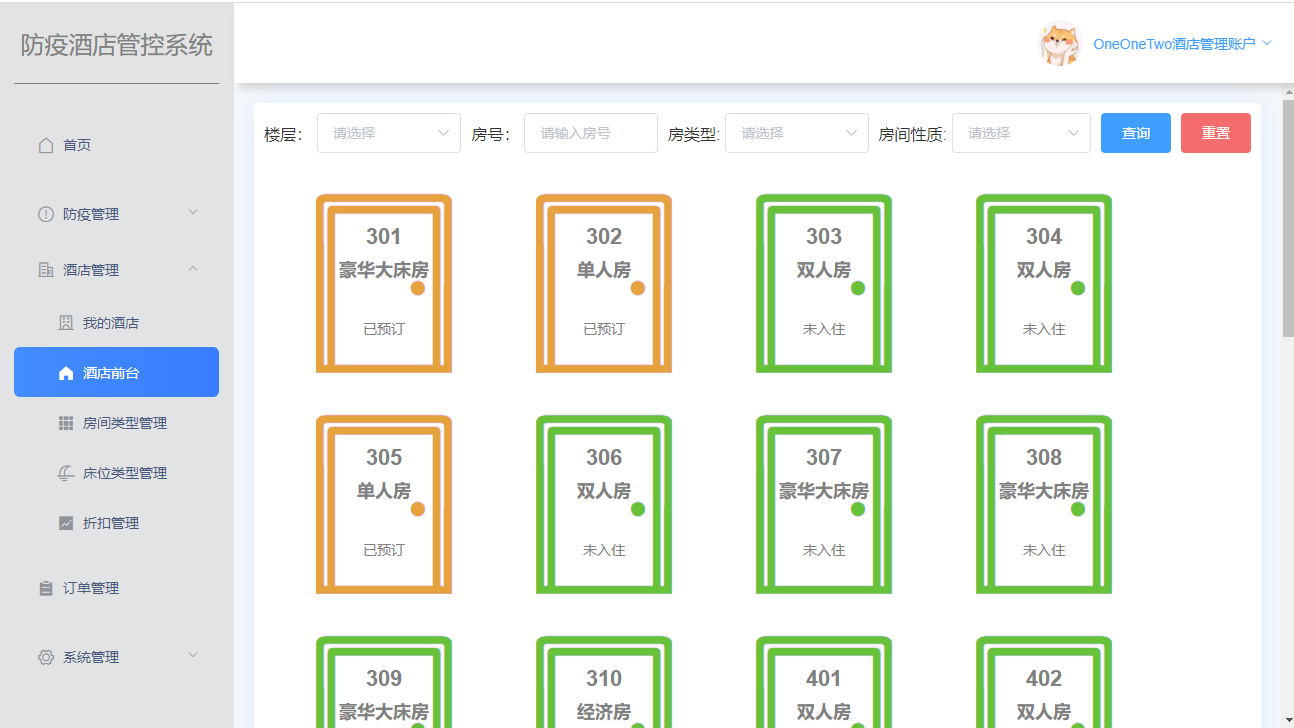 防疫酒店管控系统
OneOneTwo酒店管理账户
首页
防疫管理
酒店管理
我的酒店
酒店前台
房间类型管理
床位类型管理
折扣管理
订单管理
系统管理
楼层: 请选择 房号: 请输入房号 房类型: 请选择 房间性质: 请选择 查询 重置
301 302 303 304
豪华大床房 单人房 双人房 双人房
已预订 已预订 未入住 未入住
305 306 307 308
单人房 双人房 豪华大床房 豪华大床房
已预订 未入住 未入住 未入住
309 310 401 402
豪华大床房 经济房 双人房 双人房